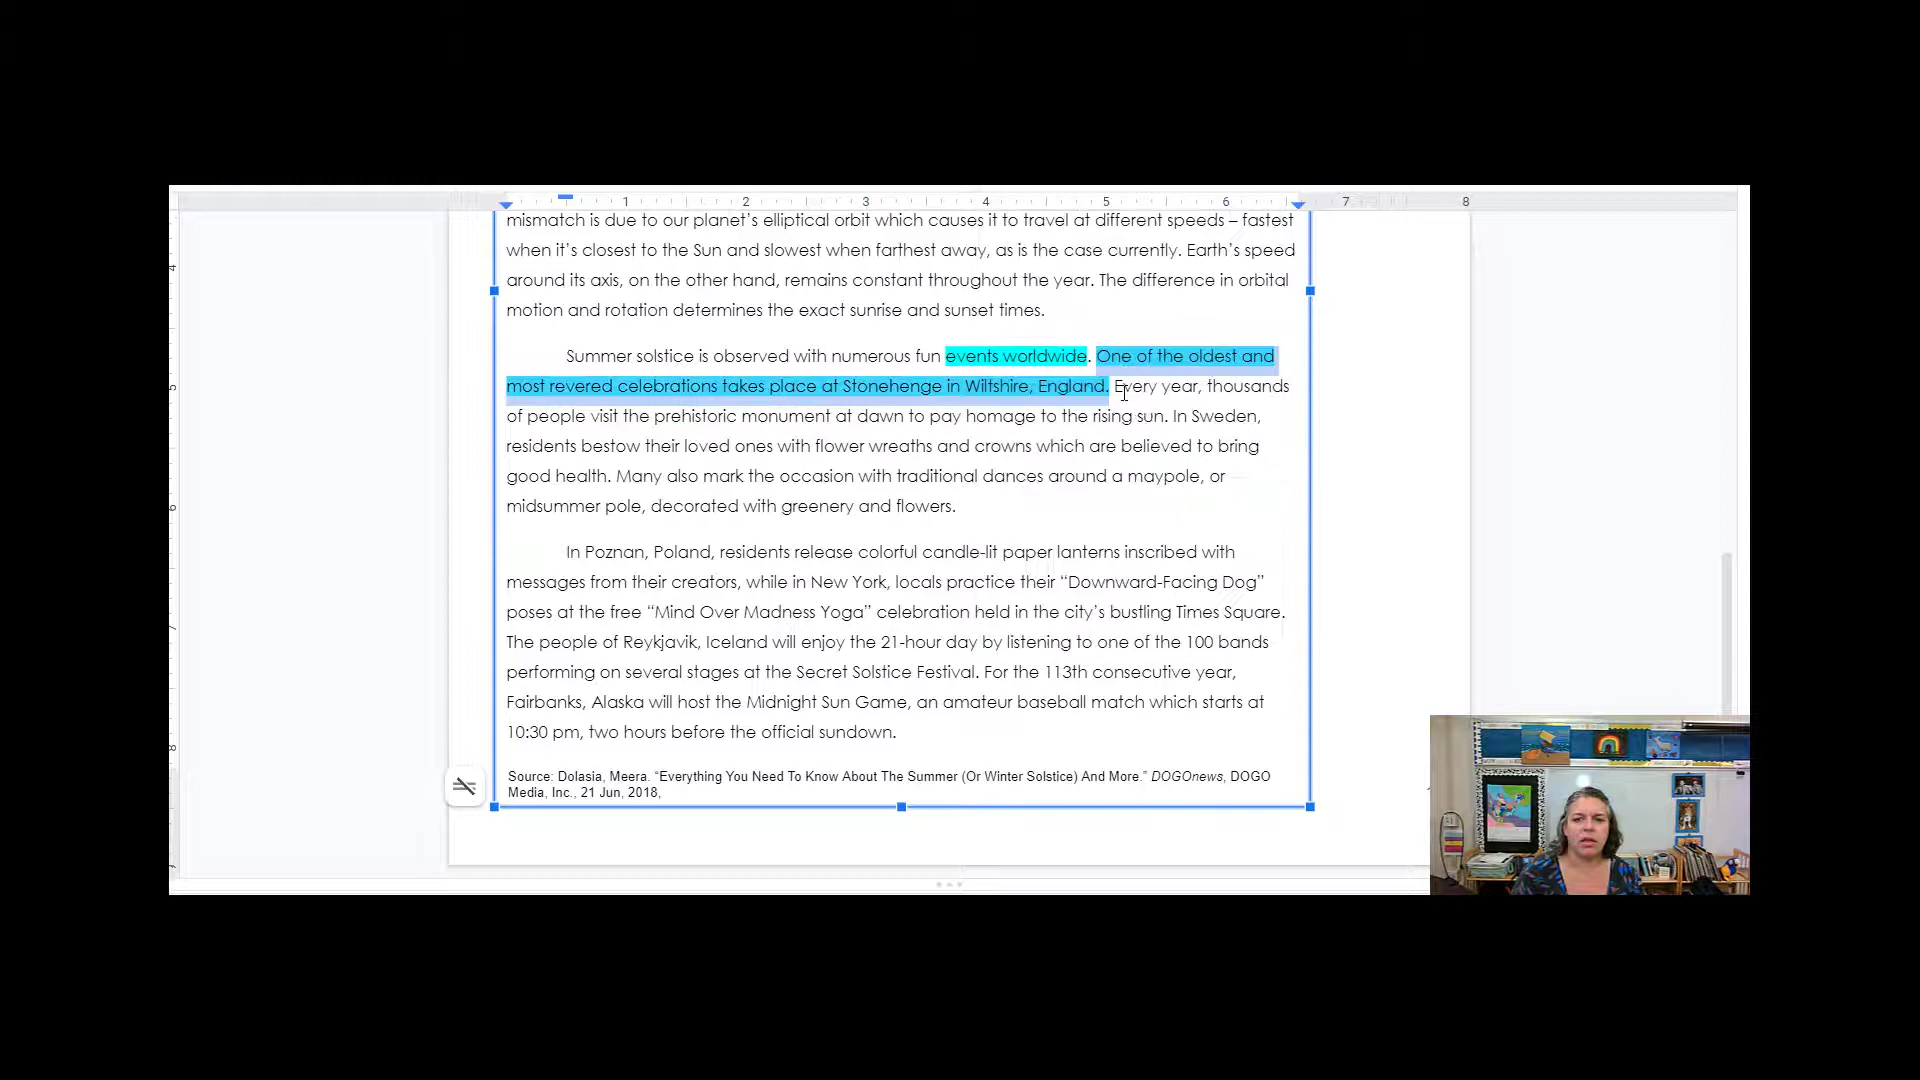 1 2 3 4 5 6 7 8
mismatch is due to our planet’s elliptical orbit which causes it to travel at different speeds – fastest
when it’s closest to the Sun and slowest when farthest away, as is the case currently. Earth’s speed
around its axis, on the other hand, remains constant throughout the year. The difference in orbital
motion and rotation determines the exact sunrise and sunset times.
Summer solstice is observed with numerous fun events worldwide. One of the oldest and
most revered celebrations takes place at Stonehenge in Wiltshire, England. Every year, thousands
of people visit the prehistoric monument at dawn to pay homage to the rising sun. In Sweden,
residents bestow their loved ones with flower wreaths and crowns which are believed to bring
good health. Many also mark the occasion with traditional dances around a maypole, or
midsummer pole, decorated with greenery and flowers.
In Poznan, Poland, residents release colorful candle-lit paper lanterns inscribed with
messages from their creators, while in New York, locals practice their “Downward-Facing Dog”
poses at the free “Mind Over Madness Yoga” celebration held in the city’s bustling Times Square.
The people of Reykjavik, Iceland will enjoy the 21-hour day by listening to one of the 100 bands
performing on several stages at the Secret Solstice Festival. For the 113th consecutive year,
Fairbanks, Alaska will host the Midnight Sun Game, an amateur baseball match which starts at
10:30 pm, two hours before the official sundown.
Source: Dolasia, Meera. “Everything You Need To Know About The Summer (Or Winter Solstice) And More.” DOGOnews, DOGO
Media, Inc., 21 Jun, 2018,